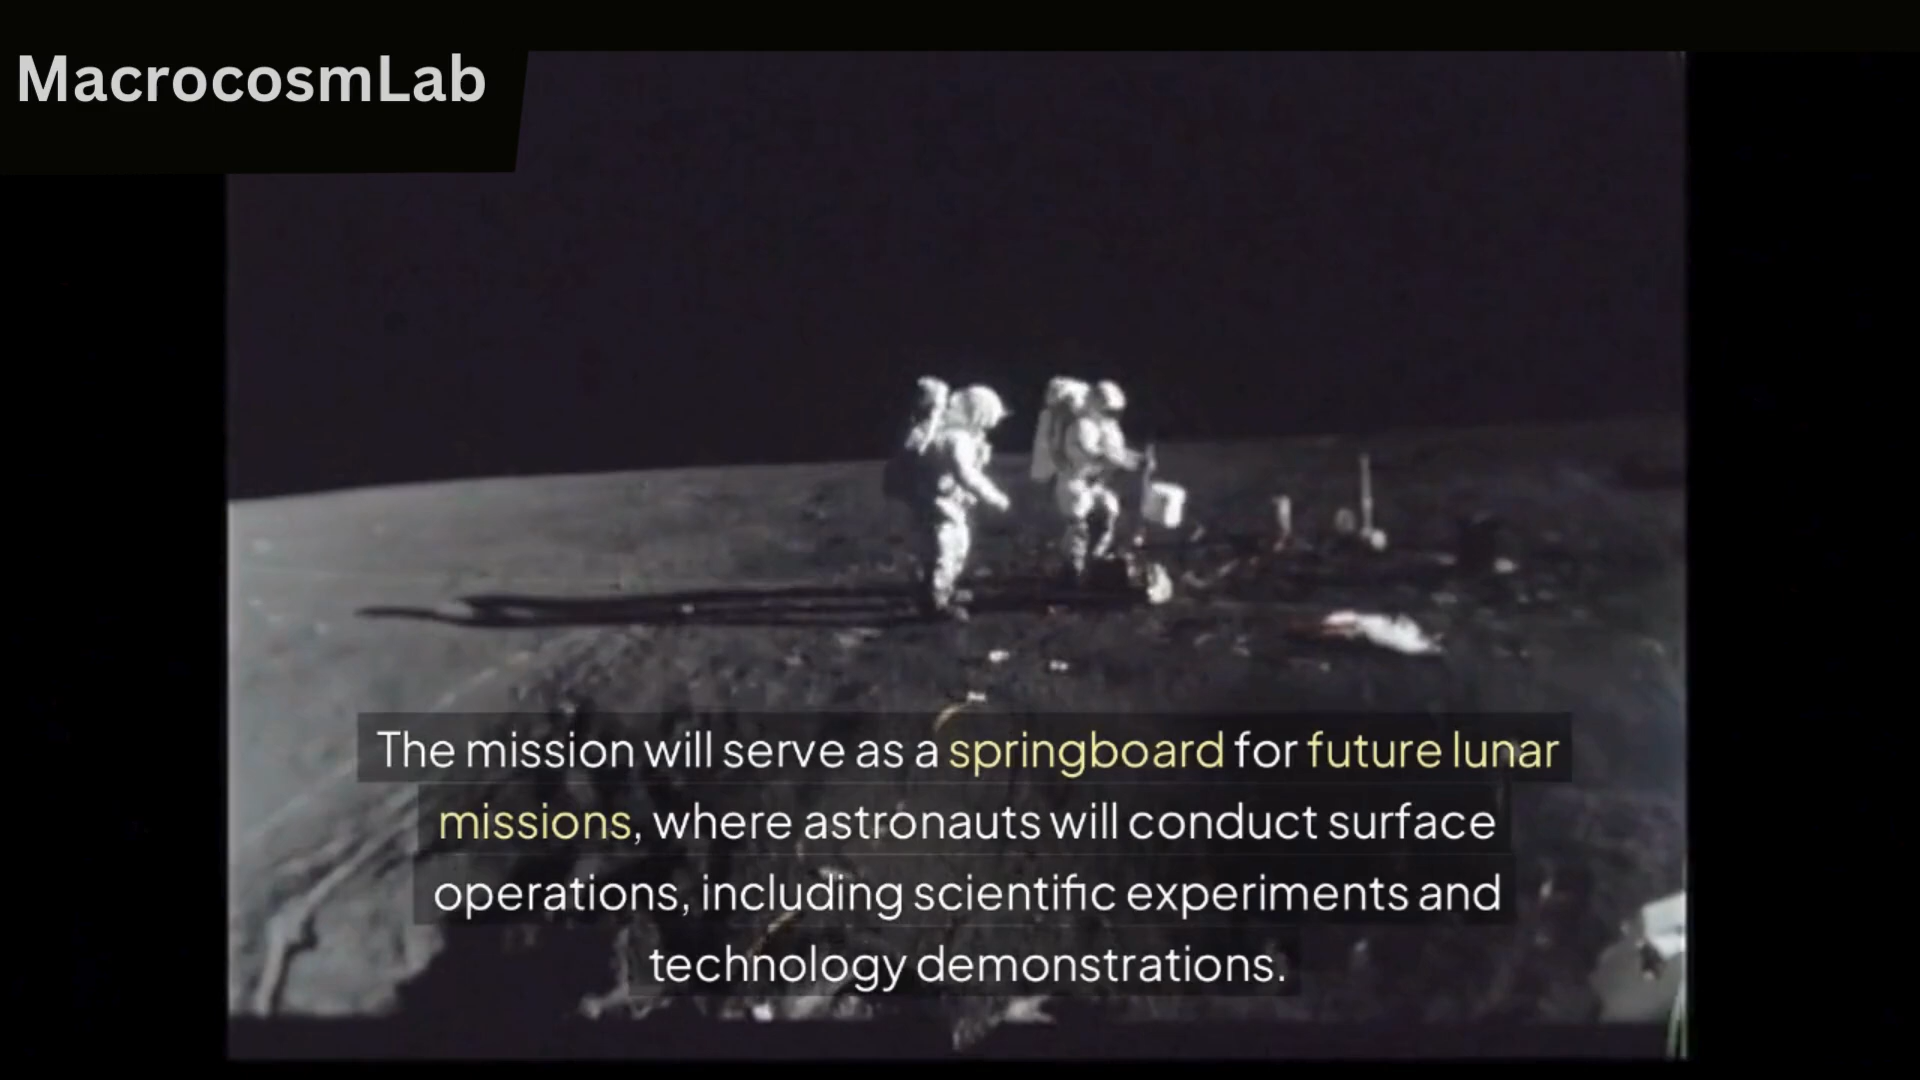 MacrocosmLab
The mission will serve as a springboard for future lunar
missions, where astronauts will conduct surface
operations, including scientific experiments and
technology demonstrations.